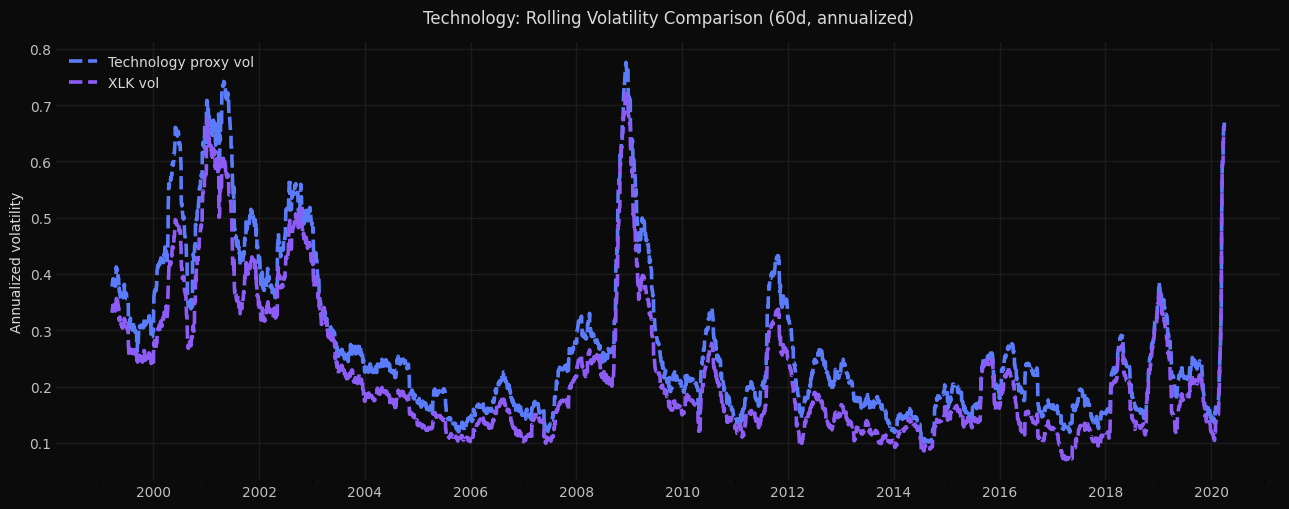 Technology: Rolling Volatility Comparison (60d, annualized)
Technology proxy vol
XLK vol
Annualized volatility
0.8
0.7
0.6
0.5
0.4
0.3
0.2
0.1
2000 2002 2004 2006 2008 2010 2012 2014 2016 2018 2020